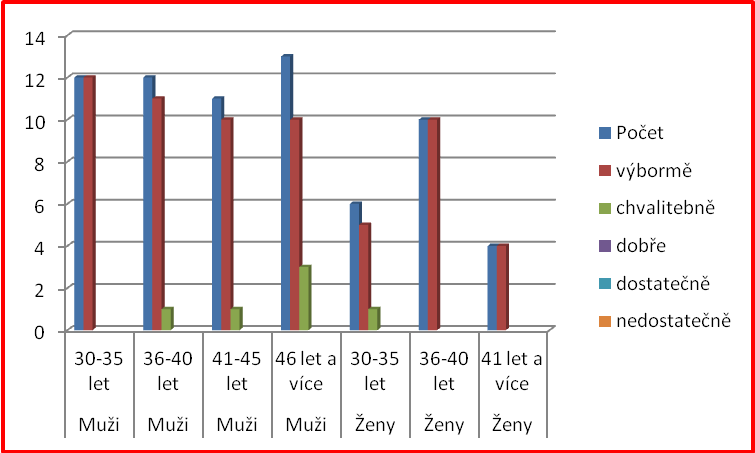 14
12
10
8
6
4
2
0
30-35 let
36-40 let
41-45 let
46 let a více
30-35 let
36-40 let
41 let a více
Muži
Muži
Muži
Muži
Ženy
Ženy
Ženy
Počet
výbormě
chvalitebně
dobře
dostatečně
nedostatečně